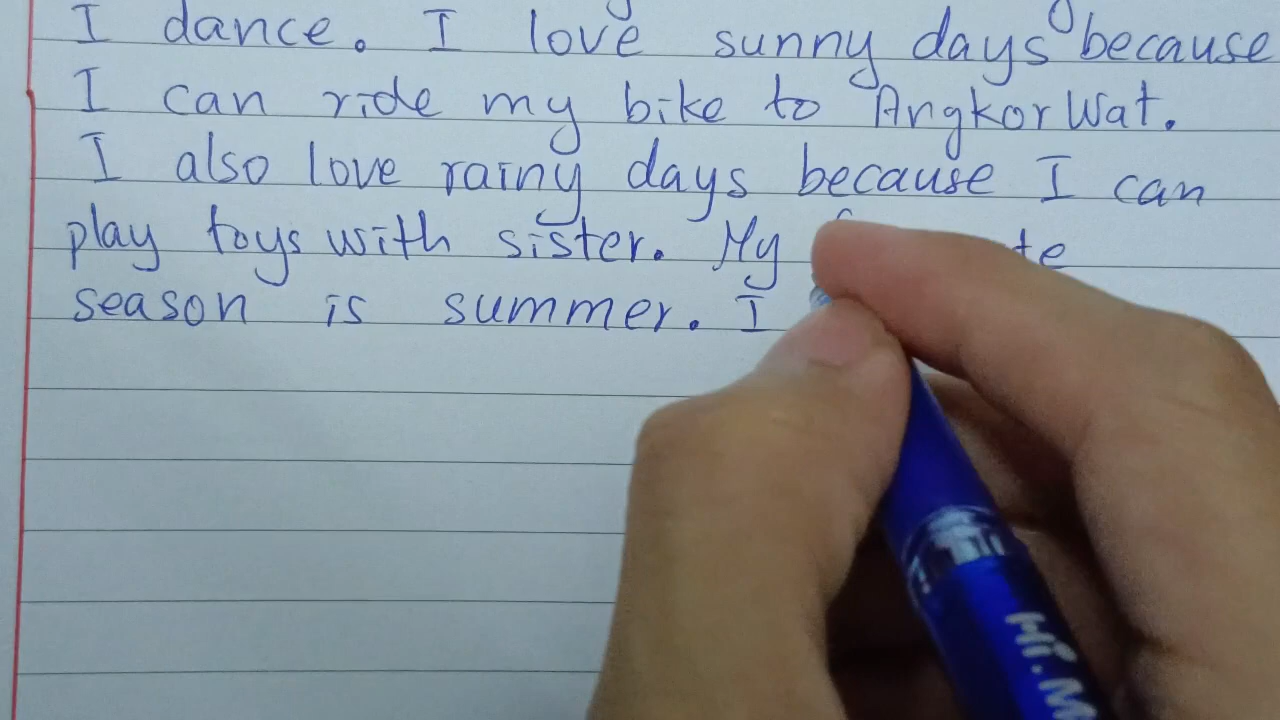 I dance. I love sunny days because
I can ride my bike to Angkor Wat.
I also love rainy days because I can
play toys with sister. My
season is summer. I
Hi.M